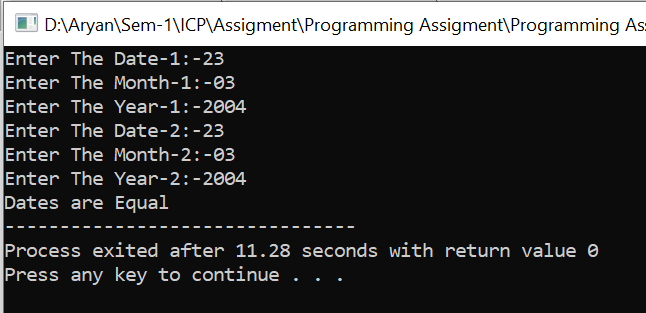 D:\Aryan\Sem-1\ICP\Assigment\Programming Assigment\Programming Ass
Enter The Date-1:-23
Enter The Month-1:-03
Enter The Year-1:-2004
Enter The Date-2:-23
Enter The Month-2:-03
Enter The Year-2:-2004
Dates are Equal
--------------------------------
Process exited after 11.28 seconds with return value 0
Press any key to continue . . .